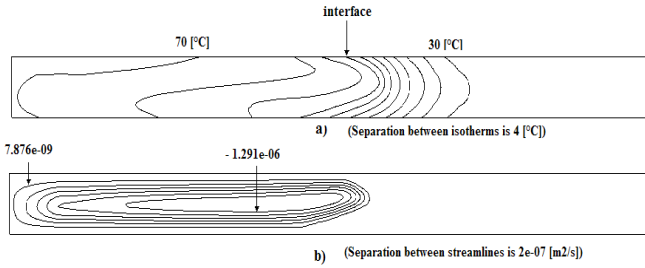 interface
70 [°C]
30 [°C]
a) (Separation between isotherms is 4 [°C])
7.876e-09
- 1.291e-06
b) (Separation between streamlines is 2e-07 [m2/s])